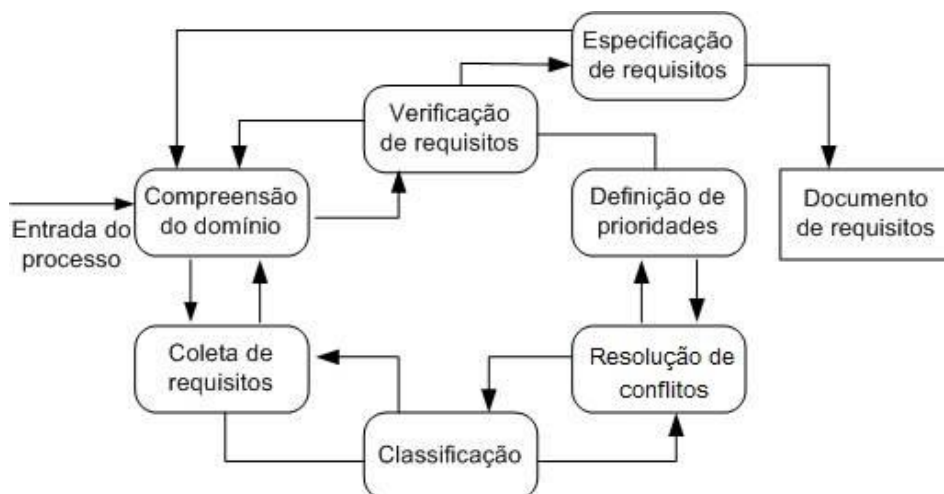 Especificação
de requisitos
Verificação
de requisitos
Compreensão
do domínio
Definição de
prioridades
Documento
de requisitos
Entrada do
processo
Coleta de
requisitos
Resolução de
conflitos
Classificação